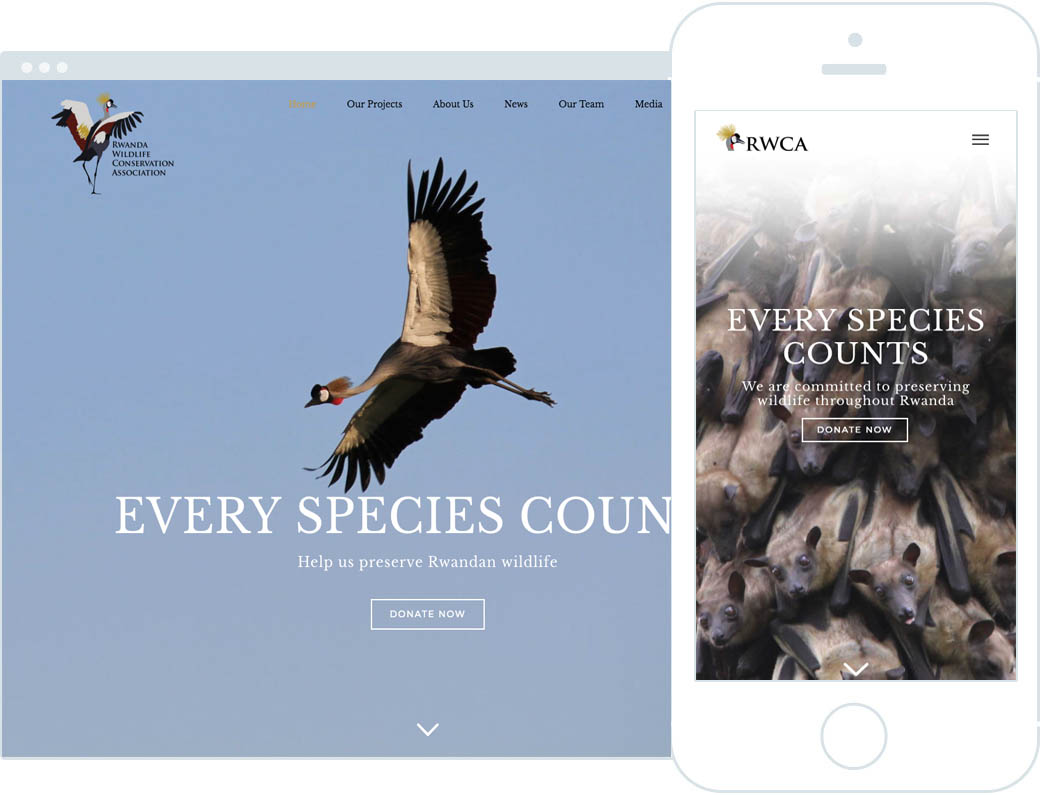 Home Our Projects About Us News Our Team Media
RWANDA
WILDLIFE
CONSERVATION
ASSOCIATION
EVERY SPECIES COUN
Help us preserve Rwandan wildlife
DONATE NOW
RWCA
EVERY SPECIES
COUNTS
We are committed to preserving
wildlife throughout Rwanda
DONATE NOW